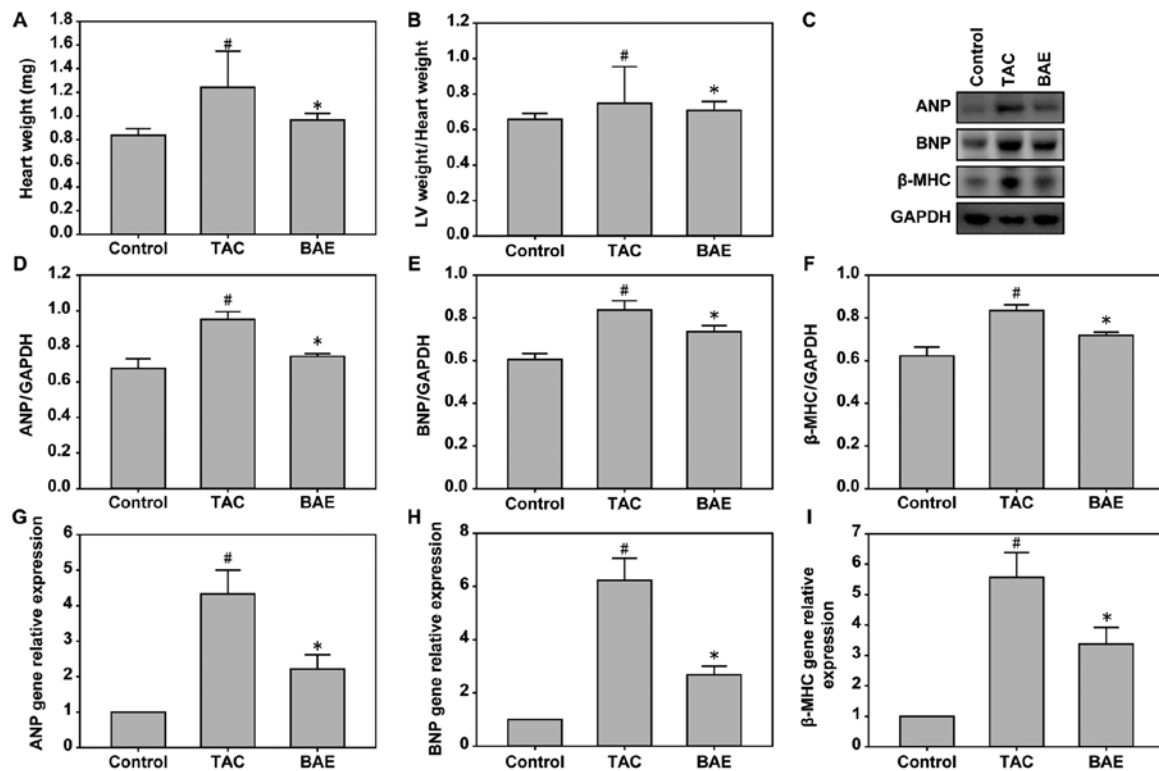 A
Heart weight (mg)
1.8
1.6
1.4
1.2
1.0
0.8
0.6
0.4
0.2
0.0
#
*
Control TAC BAE
B
LV weight/Heart weight
1.2
1.0
0.8
0.6
0.4
0.2
0.0
#
*
Control TAC BAE
C
Control TAC BAE
ANP
BNP
β-MHC
GAPDH
D
ANP/GAPDH
1.2
1.0
0.8
0.6
0.4
0.2
0.0
#
*
Control TAC BAE
E
BNP/GAPDH
1.0
0.8
0.6
0.4
0.2
0.0
#
*
Control TAC BAE
F
β-MHC/GAPDH
1.0
0.8
0.6
0.4
0.2
0.0
#
*
Control TAC BAE
G
ANP gene relative expression
6
5
4
3
2
1
0
#
*
Control TAC BAE
H
BNP gene relative expression
8
6
4
2
0
#
*
Control TAC BAE
I
β-MHC gene relative
expression
7
6
5
4
3
2
1
0
#
*
Control TAC BAE